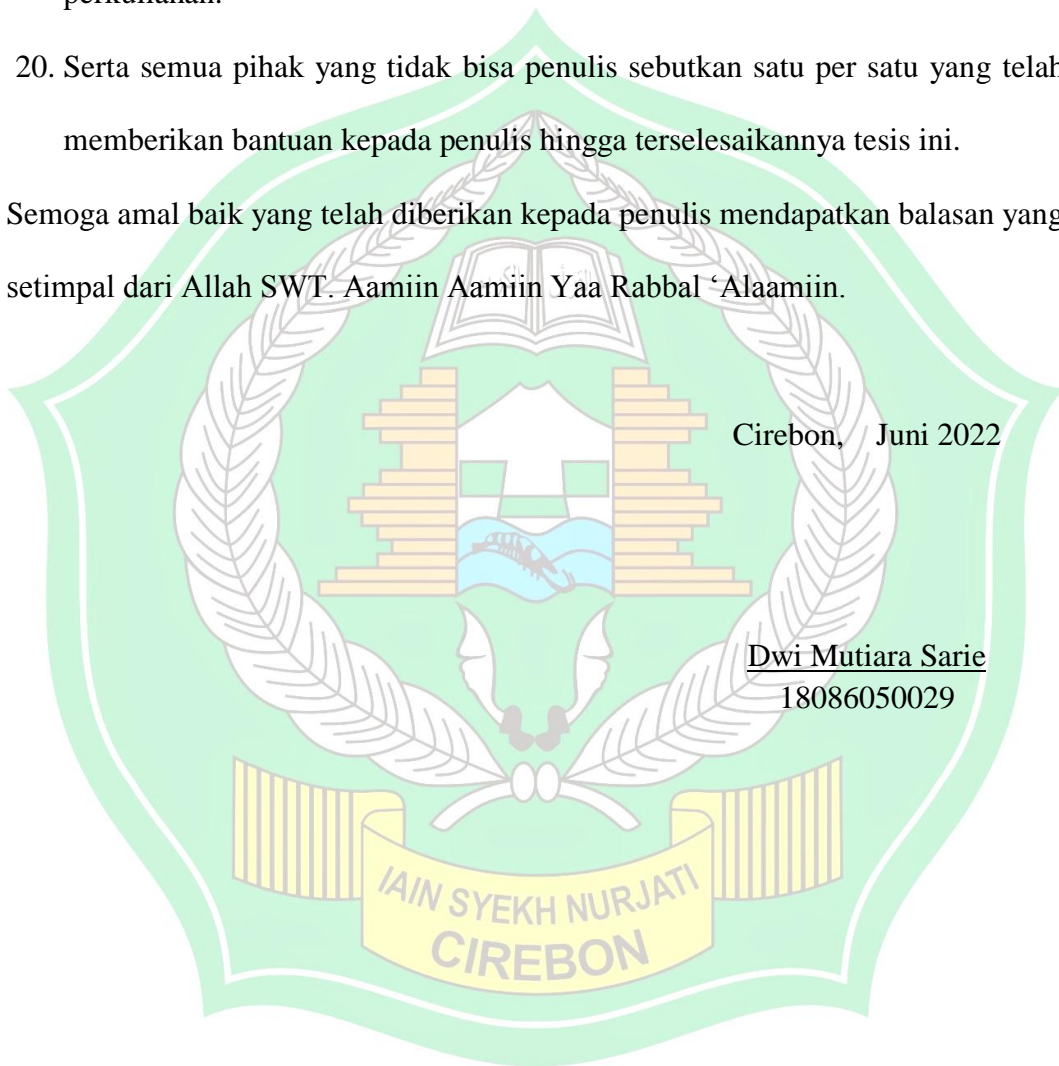 perkuliahan.
20. Serta semua pihak yang tidak bisa penulis sebutkan satu per satu yang telah
memberikan bantuan kepada penulis hingga terselesaikannya tesis ini.
Semoga amal baik yang telah diberikan kepada penulis mendapatkan balasan yang
setimpal dari Allah SWT. Aamiin Aamiin Yaa Rabbal ‘Alaamiin.
Cirebon, Juni 2022
Dwi Mutiara Sarie
18086050029
IAIN SYEKH NURJATI
CIREBON